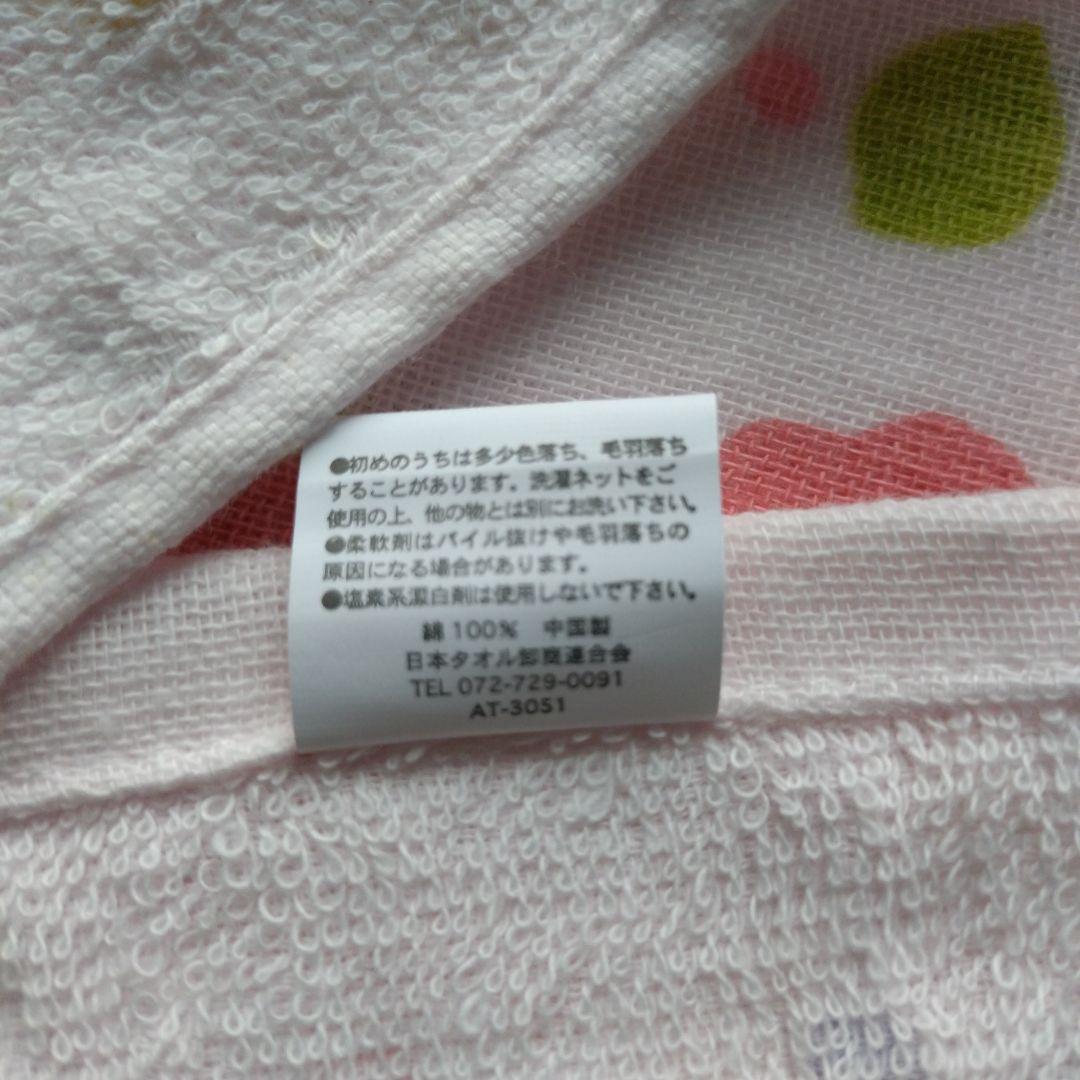 ●初めのうちは多少色落ち、毛羽落ち
することがあります。洗濯ネットをご
使用の上、他の物とは別にお洗い下さい。
●柔軟剤はパイル抜けや毛羽落ちの
原因になる場合があります。
●塩素系漂白剤は使用しないで下さい。
綿 100% 中国製
日本タオル卸商連合会
TEL 072-729-0091
AT-3051